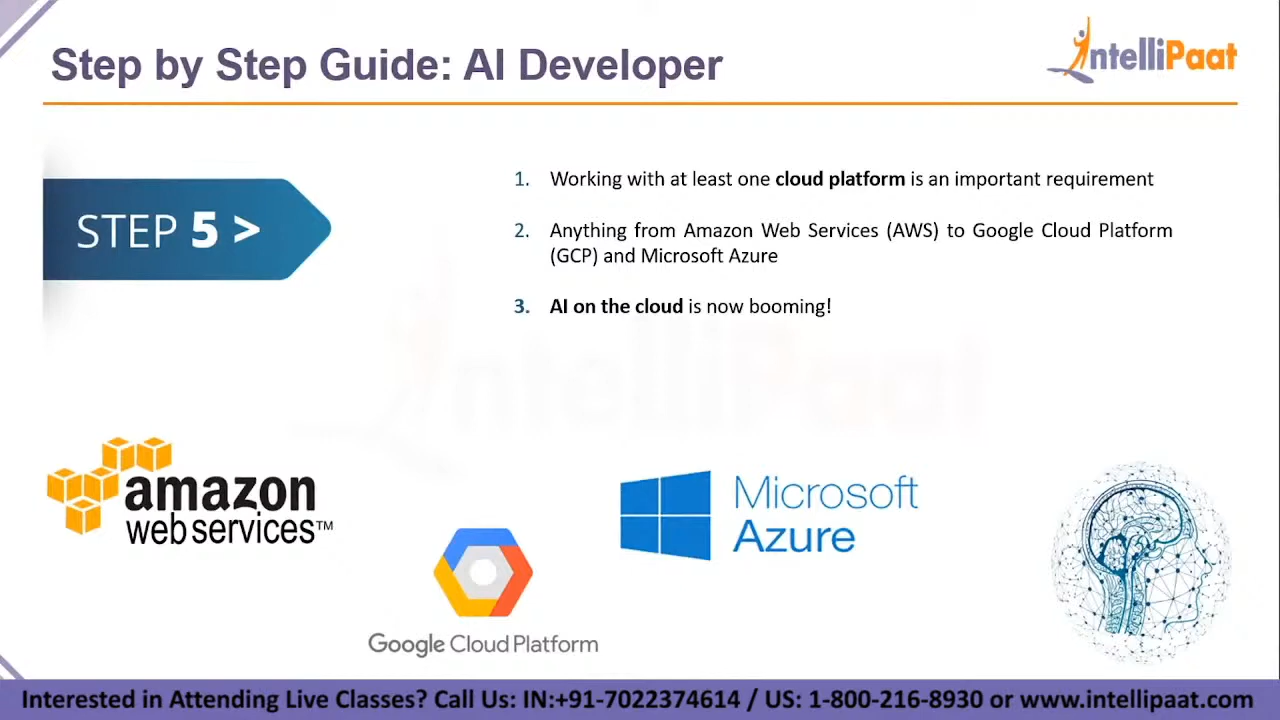 Step by Step Guide: AI Developer
IntelliPaat
STEP 5 >
1. Working with at least one cloud platform is an important requirement
2. Anything from Amazon Web Services (AWS) to Google Cloud Platform
(GCP) and Microsoft Azure
3. AI on the cloud is now booming!
IntelliPaat
amazon
web services™
Google Cloud Platform
Microsoft
Azure
Interested in Attending Live Classes? Call Us: IN:+91-7022374614 / US: 1-800-216-8930 or www.intellipaat.com